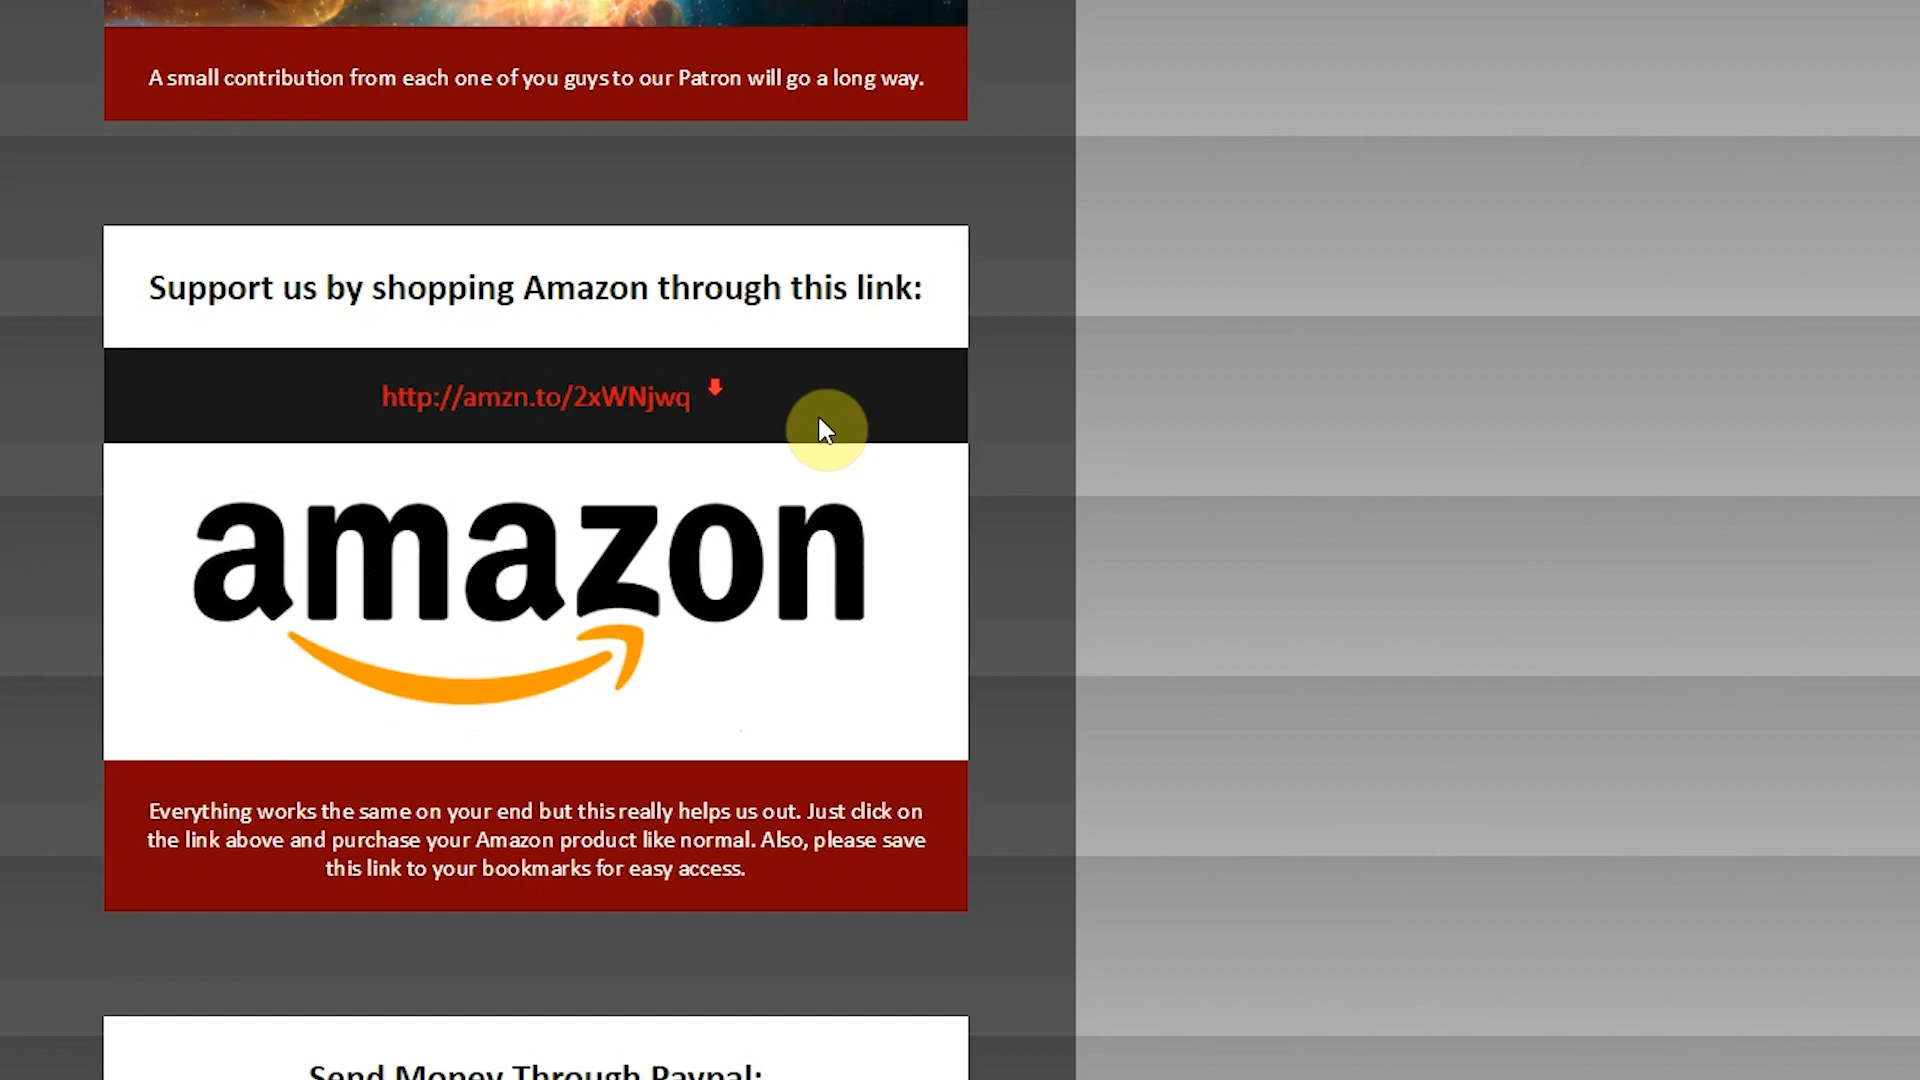 A small contribution from each one of you guys to our Patron will go a long way.
Support us by shopping Amazon through this link:
http://amzn.to/2xWNjwq
amazon
Everything works the same on your end but this really helps us out. Just click on
the link above and purchase your Amazon product like normal. Also, please save
this link to your bookmarks for easy access.
Send Money Through Paypal: